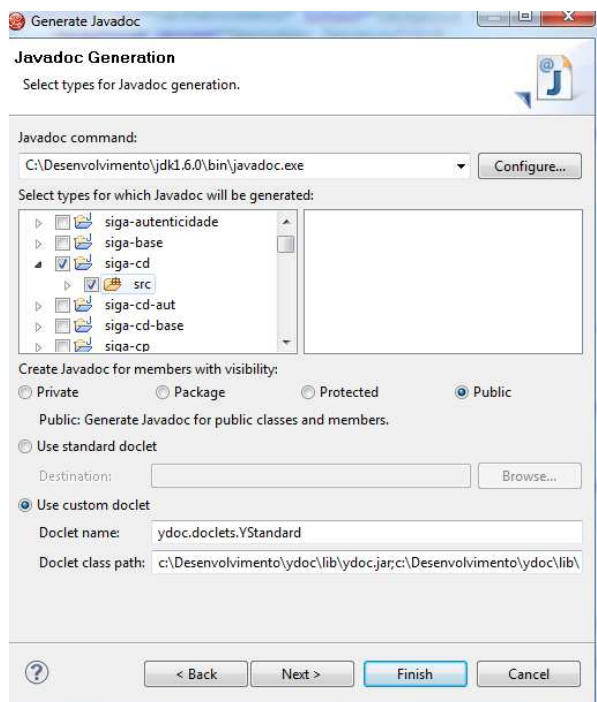 Generate Javadoc
Javadoc Generation
Select types for Javadoc generation.
Javadoc command:
C:\Desenvolvimento\jdk1.6.0\bin\javadoc.exe
Configure...
Select types for which Javadoc will be generated:
siga-autenticidade
siga-base
siga-cd
src
siga-cd-aut
siga-cd-base
siga-cp
Create Javadoc for members with visibility:
Private Package Protected Public
Public: Generate Javadoc for public classes and members.
Use standard doclet
Destination: Browse...
Use custom doclet
Doclet name: ydoc.doclets.YStandard
Doclet class path: c:\Desenvolvimento\ydoc\lib\ydoc.jar;c:\Desenvolvimento\ydoc\lib\
? < Back Next > Finish Cancel